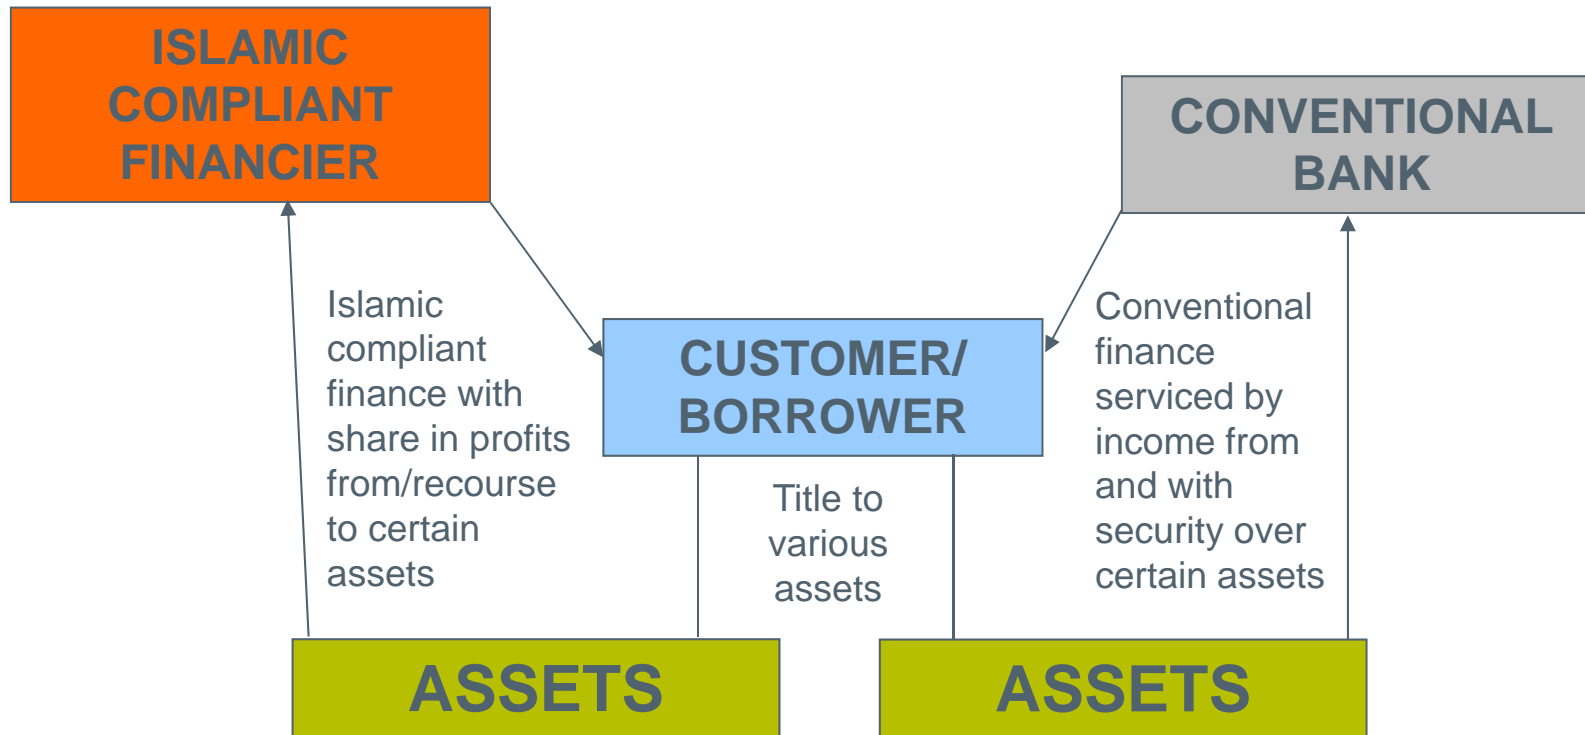 ISLAMIC
COMPLIANT
FINANCIER
CONVENTIONAL
BANK
Islamic
compliant
finance with
share in profits
from/recourse
to certain
assets
CUSTOMER/
BORROWER
Title to
various
assets
Conventional
finance
serviced by
income from
and with
security over
certain assets
ASSETS
ASSETS